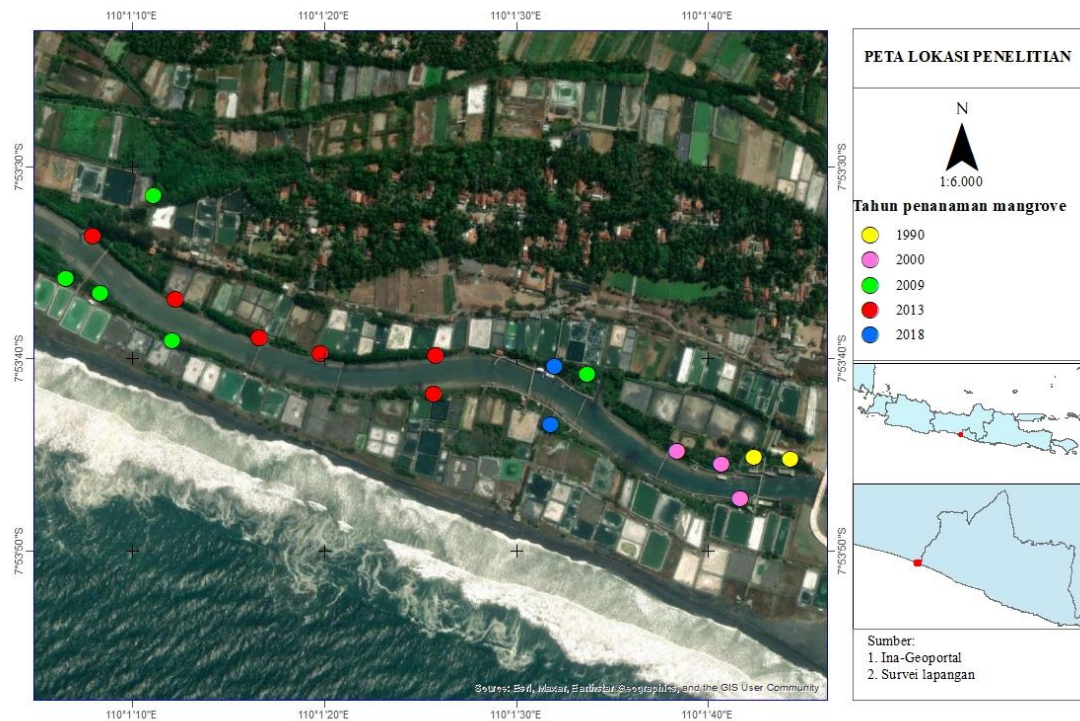 110°1'10"E 110°1'20"E 110°1'30"E 110°1'40"E
7°53'30"S 7°53'30"S
7°53'40"S 7°53'40"S
7°53'50"S 7°53'50"S
Source: Esri, Maxar, Earthstar Geographics, and the GIS User Community
110°1'10"E 110°1'20"E 110°1'30"E 110°1'40"E
PETA LOKASI PENELITIAN
N
1:6.000
Tahun penanaman mangrove
1990
2000
2009
2013
2018
Sumber:
1. Ina-Geoportal
2. Survei lapangan